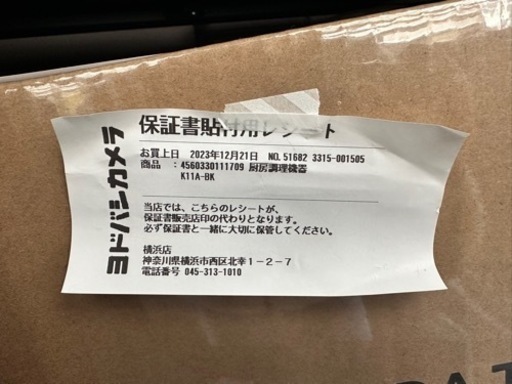 保証書貼付用レシート
お買上日 2023年12月21日 NO.51682 3315-001505
商品 : 4560330111709 厨房調理機器
K11A-BK
当店では、こちらのレシートが、
保証書販売店印の代わりとなります。
必ず保証書と一緒に大切に保管してください。
横浜店
神奈川県横浜市西区北幸1-2-7
電話番号 045-313-1010
ヨドバシカメラ